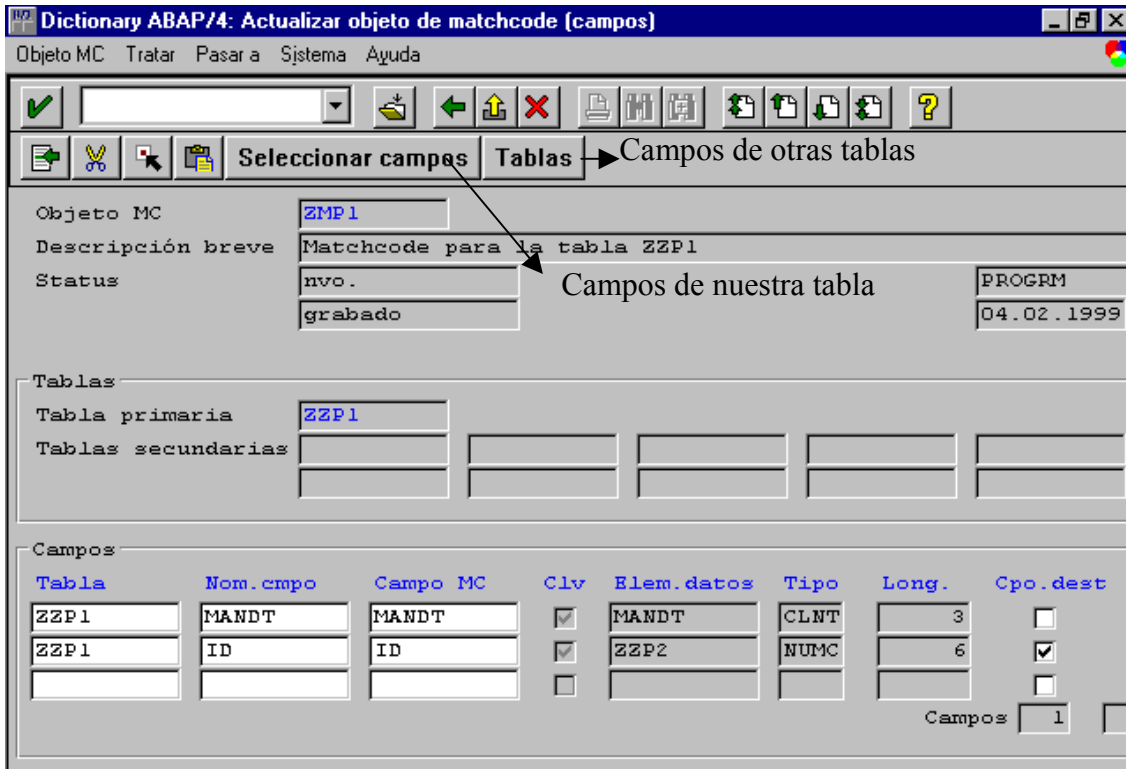 Dictionary ABAP/4: Actualizar objeto de matchcode (campos)
Objeto MC Tratar Pasar a Sistema Ayuda
Seleccionar campos Tablas Campos de otras tablas
Objeto MC ZMP1
Descripción breve Matchcode para la tabla ZZP1
Status nvo. Campos de nuestra tabla PROGRM
grabado 04.02.1999
Tablas
Tabla primaria ZZP1
Tablas secundarias
Campos
Tabla Nom.cmpo Campo MC Clv Elem.datos Tipo Long. Cpo.dest
ZZP1 MANDT MANDT MANDT CLNT 3
ZZP1 ID ID ZZP2 NUMC 6
Campos 1